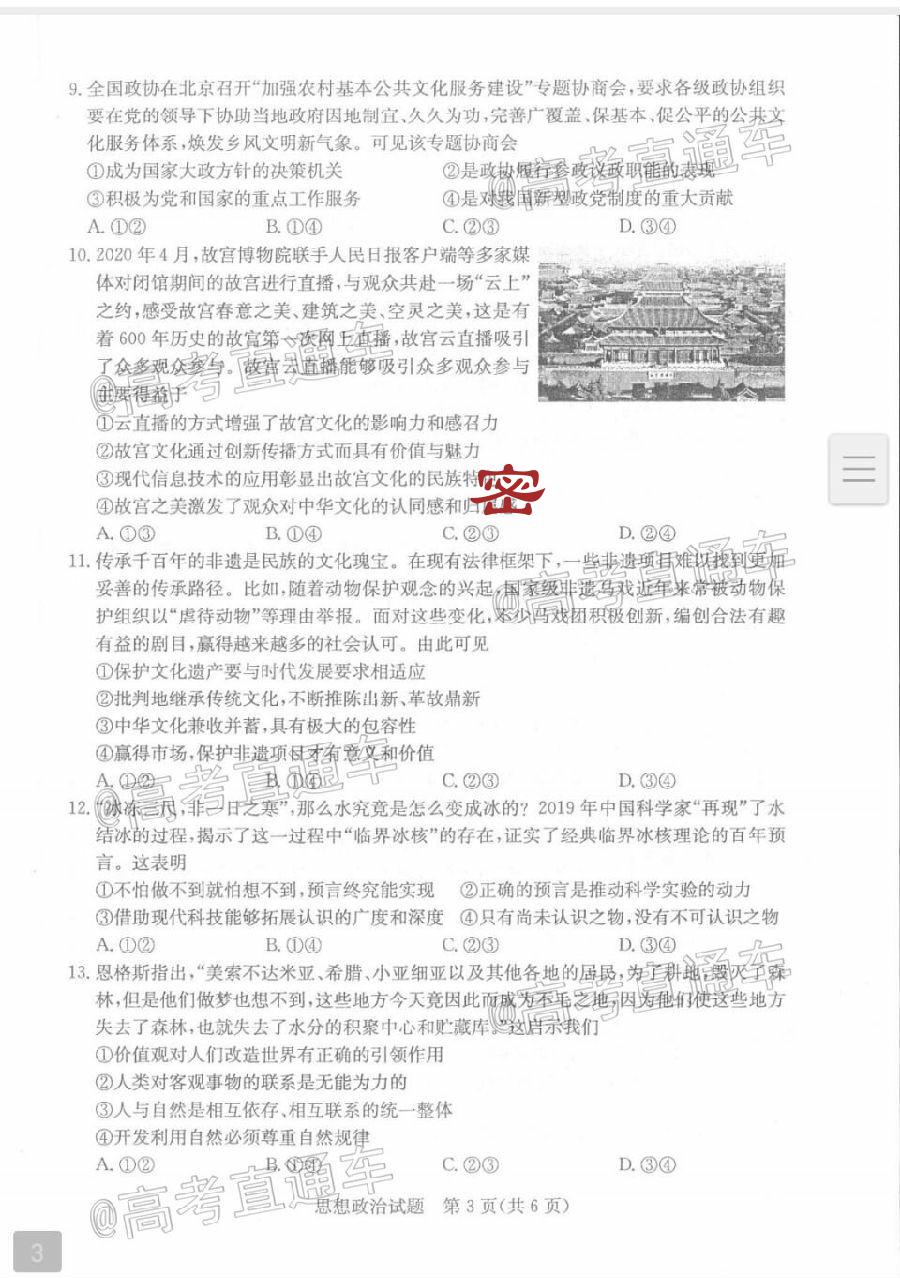 9. 全国政协在北京召开“加强农村基本公共文化服务建设”专题协商会,要求各级政协组织
要在党的领导下协助当地政府因地制宜、久久为功,完善广覆盖、保基本、促公平的公共文
化服务体系,焕发乡风文明新气象。可见该专题协商会
①成为国家大政方针的决策机关 ②是政协履行参政议政职能的表现
③积极为党和国家的重点工作服务 ④是对我国新型政党制度的重大贡献
A. ①② B. ①④ C. ②③ D. ③④
10. 2020 年 4 月,故宫博物院联手人民日报客户端等多家媒
体对闭馆期间的故宫进行直播,与观众共赴一场“云上”
之约,感受故宫春意之美、建筑之美、空灵之美,这是有
着 600 年历史的故宫第一次网上直播,故宫云直播吸引
了众多观众参与。故宫云直播能够吸引众多观众参与
主要得益于
①云直播的方式增强了故宫文化的影响力和感召力
②故宫文化通过创新传播方式而具有价值与魅力
③现代信息技术的应用彰显出故宫文化的民族特
④故宫之美激发了观众对中华文化的认同感和归属感
密
A. ①③ B. ①④ C. ②③ D. ②④
11. 传承千百年的非遗是民族的文化瑰宝。在现有法律框架下,一些非遗项目难以找到更加
妥善的传承路径。比如,随着动物保护观念的兴起,国家级非遗马戏近年来常被动物保
护组织以“虐待动物”等理由举报。面对这些变化,不少马戏团积极创新,编创合法有趣
有益的剧目,赢得越来越多的社会认可。由此可见
①保护文化遗产要与时代发展要求相适应
②批判地继承传统文化,不断推陈出新、革故鼎新
③中华文化兼收并蓄,具有极大的包容性
④赢得市场,保护非遗项目才有意义和价值
A. ①② B. ①④ C. ②③ D. ③④
12. “冰冻三尺,非一日之寒”,那么水究竟是怎么变成冰的？2019 年中国科学家“再现”了水
结冰的过程,揭示了这一过程中“临界冰核”的存在,证实了经典临界冰核理论的百年预
言。这表明
①不怕做不到就怕想不到,预言终究能实现 ②正确的预言是推动科学实验的动力
③借助现代科技能够拓展认识的广度和深度 ④只有尚未认识之物,没有不可认识之物
A. ①② B. ①④ C. ②③ D. ③④
13. 恩格斯指出,“美索不达米亚、希腊、小亚细亚以及其他各地的居民,为了耕地,毁灭了森
林,但是他们做梦也想不到,这些地方今天竟因此而成为不毛之地,因为他们使这些地方
失去了森林,也就失去了水分的积聚中心和贮藏库。”这启示我们
①价值观对人们改造世界有正确的引领作用
②人类对客观事物的联系是无能为力的
③人与自然是相互依存、相互联系的统一整体
④开发利用自然必须尊重自然规律
A. ①② B. ①④ C. ②③ D. ③④
思想政治试题 第 3 页(共 6 页)
3
@高考直通车
@高考直通车
@高考直通车
@高考直通车
@高考直通车
@高考直通车